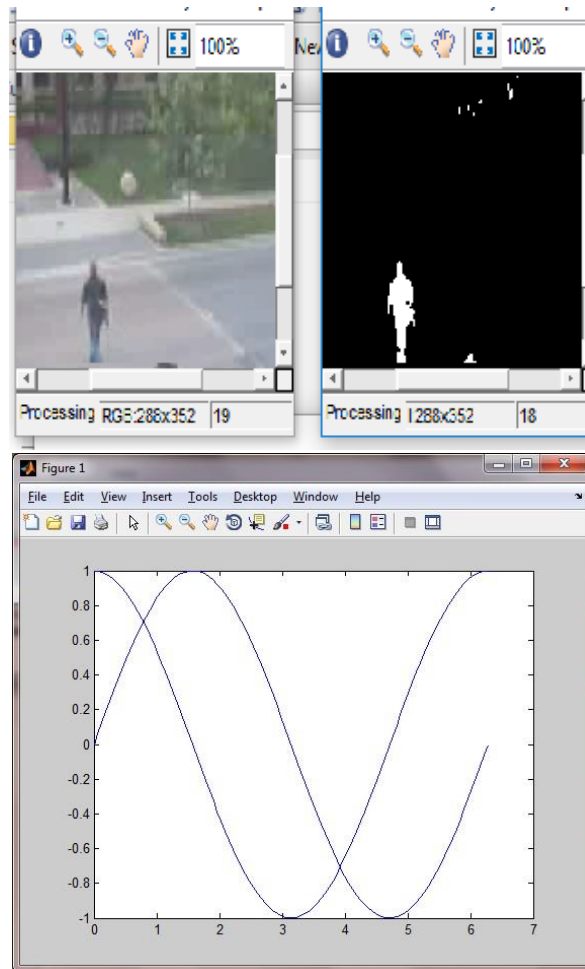 100%
Nev
100%
Processing RGB:288x352 19
Processing I:288x352 18
Figure 1
File Edit View Insert Tools Desktop Window Help
1
0.8
0.6
0.4
0.2
0
-0.2
-0.4
-0.6
-0.8
-1
0 1 2 3 4 5 6 7